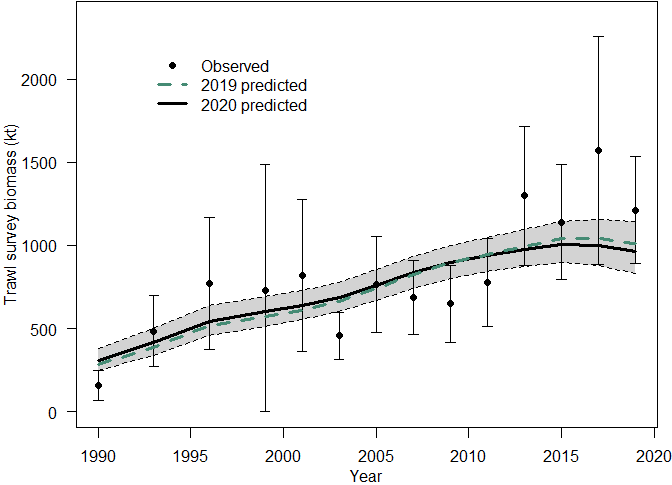 Observed
2019 predicted
2020 predicted
Trawl survey biomass (kt)
2000
1500
1000
500
0
1990 1995 2000 2005 2010 2015 2020
Year